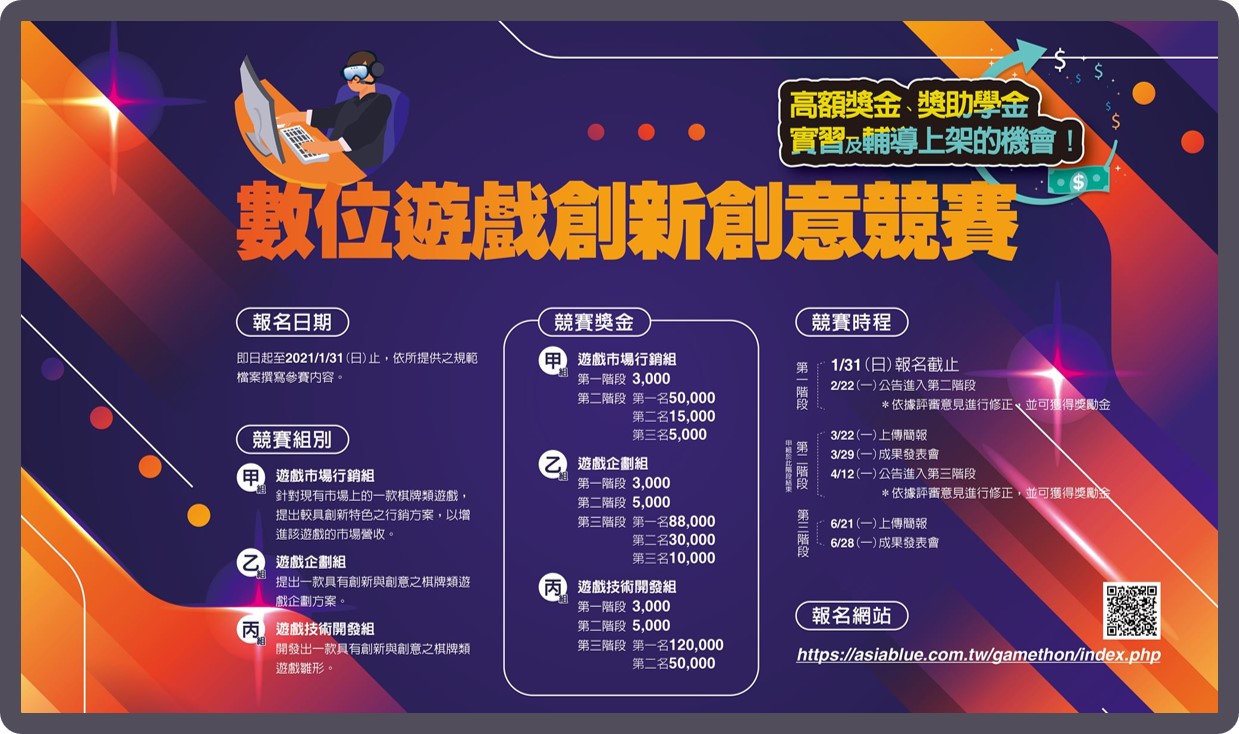 高額獎金、獎助學金
實習及輔導上架的機會！
數位遊戲創新創意競賽
報名日期
即日起至2021/1/31（日）止，依所提供之規範
檔案撰寫參賽內容。
競賽組別
甲組 遊戲市場行銷組
針對現有市場上的一款棋牌類遊戲，
提出較具創新特色之行銷方案，以增
進該遊戲的市場營收。
乙組 遊戲企劃組
提出一款具有創新與創意之棋牌類遊
戲企劃方案。
丙組 遊戲技術開發組
開發出一款具有創新與創意之棋牌類
遊戲雛形。
競賽獎金
甲組 遊戲市場行銷組
第一階段 3,000
第二階段 第一名50,000
第二名15,000
第三名5,000
乙組 遊戲企劃組
第一階段 3,000
第二階段 5,000
第三階段 第一名88,000
第二名30,000
第三名10,000
丙組 遊戲技術開發組
第一階段 3,000
第二階段 5,000
第三階段 第一名120,000
第二名50,000
競賽時程
第一階段
1/31（日）報名截止
2/22（一）公告進入第二階段
＊依據評審意見進行修正，並可獲得獎勵金
第二階段
甲組於此階段結束
3/22（一）上傳簡報
3/29（一）成果發表會
4/12（一）公告進入第三階段
＊依據評審意見進行修正，並可獲得獎勵金
第三階段
6/21（一）上傳簡報
6/28（一）成果發表會
報名網站
https://asiablue.com.tw/gamethon/index.php